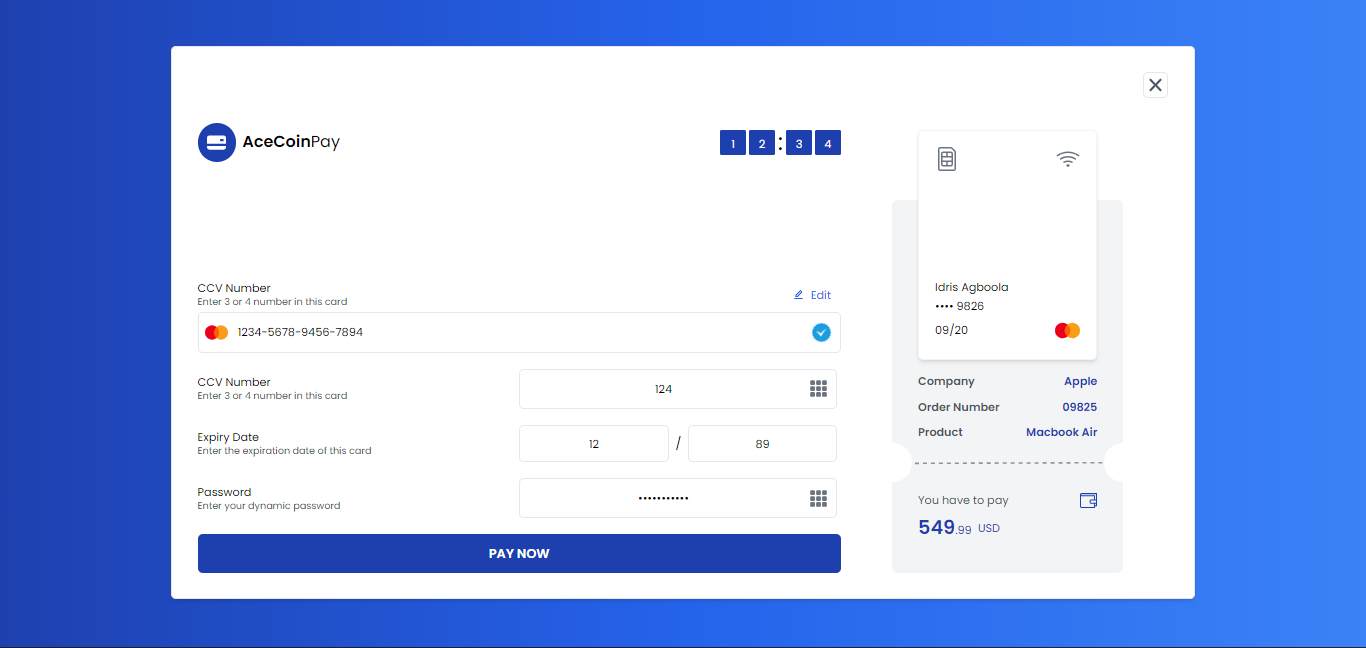 AceCoinPay
1 2 : 3 4
CCV Number
Enter 3 or 4 number in this card
Edit
1234-5678-9456-7894
CCV Number
Enter 3 or 4 number in this card
124
Expiry Date
Enter the expiration date of this card
12 / 89
Password
Enter your dynamic password
•••••••••••
PAY NOW
Idris Agboola
•••• 9826
09/20
Company Apple
Order Number 09825
Product Macbook Air
You have to pay
549.99 USD